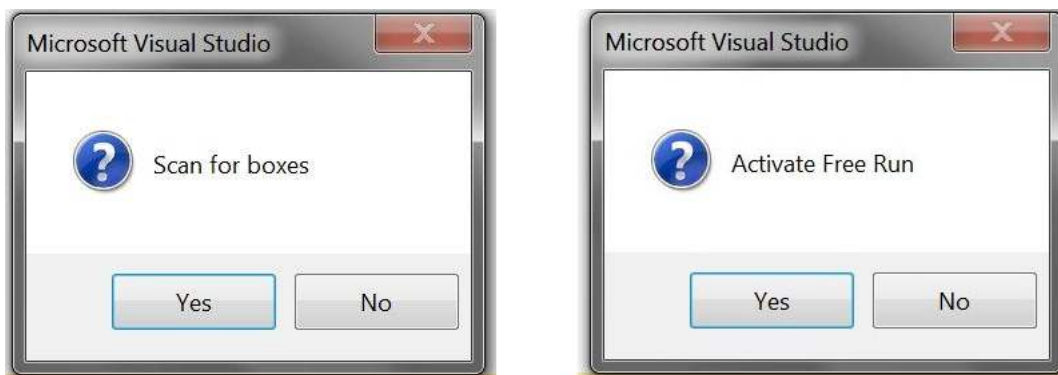 Microsoft Visual Studio
Scan for boxes
Yes No
Microsoft Visual Studio
Activate Free Run
Yes No